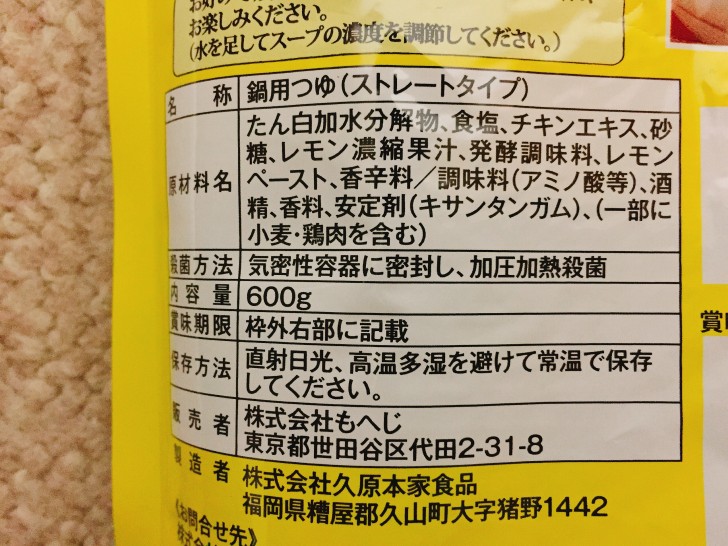 お楽しみください。
(水を足してスープの濃度を調節してください。)
名 称 鍋用つゆ(ストレートタイプ)
原材料名 たん白加水分解物、食塩、チキンエキス、砂
糖、レモン濃縮果汁、発酵調味料、レモン
ペースト、香辛料/調味料(アミノ酸等)、酒
精、香料、安定剤(キサンタンガム)、(一部に
小麦・鶏肉を含む)
殺菌方法 気密性容器に密封し、加圧加熱殺菌
内容量 600g
賞味期限 枠外右部に記載
保存方法 直射日光、高温多湿を避けて常温で保存
してください。
販売者 株式会社もへじ
東京都世田谷区代田2-31-8
製造者 株式会社久原本家食品
福岡県糟屋郡久山町大字猪野1442
《お問合せ先》
株式会社
賞